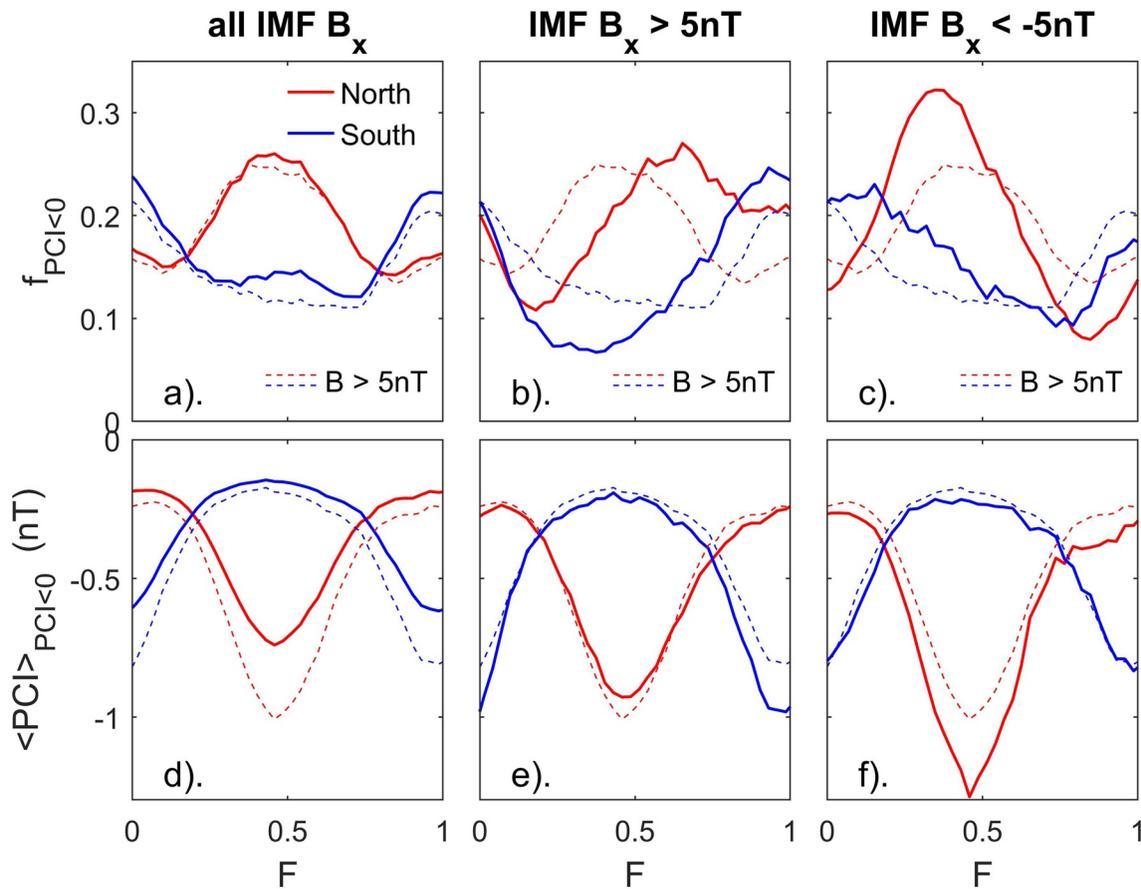 all IMF Bx
IMF Bx > 5nT
IMF Bx < -5nT
fPCI<0
0.3
0.2
0.1
0
North
South
B > 5nT
a).
B > 5nT
b).
B > 5nT
c).
<PCI>PCI<0 (nT)
0
-0.5
-1
d).
e).
f).
0
0.5
1
0
0.5
1
0
0.5
1
F
F
F